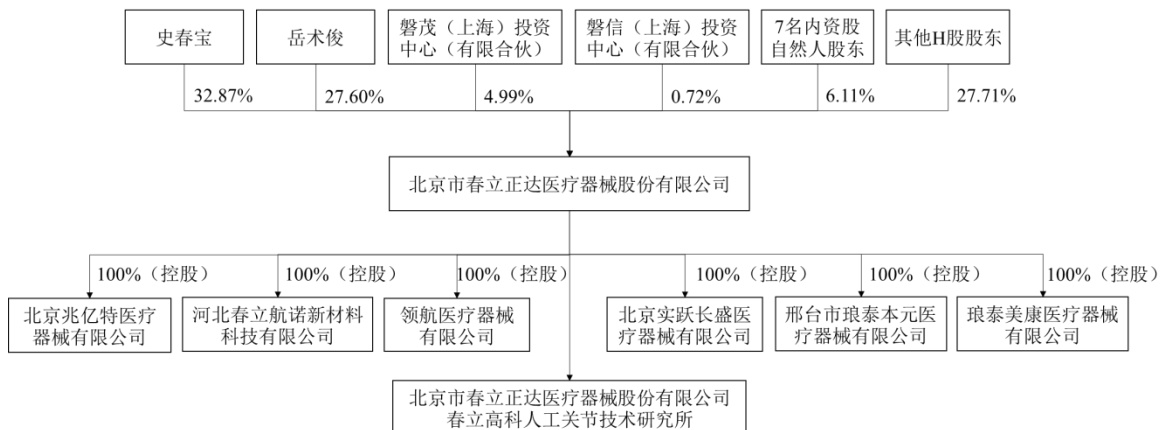 史春宝
岳术俊
磐茂（上海）投资
中心（有限合伙）
磐信（上海）投资
中心（有限合伙）
7名内资股
自然人股东
其他H股股东
32.87%
27.60%
4.99%
0.72%
6.11%
27.71%
北京市春立正达医疗器械股份有限公司
100%（控股）
100%（控股）
100%（控股）
100%（控股）
100%（控股）
100%（控股）
北京兆亿特医疗
器械有限公司
河北春立航诺新材料
科技有限公司
领航医疗器械
有限公司
北京实跃长盛医
疗器械有限公司
邢台市琅泰本元医
疗器械有限公司
琅泰美康医疗器械
有限公司
北京市春立正达医疗器械股份有限公司
春立高科人工关节技术研究所